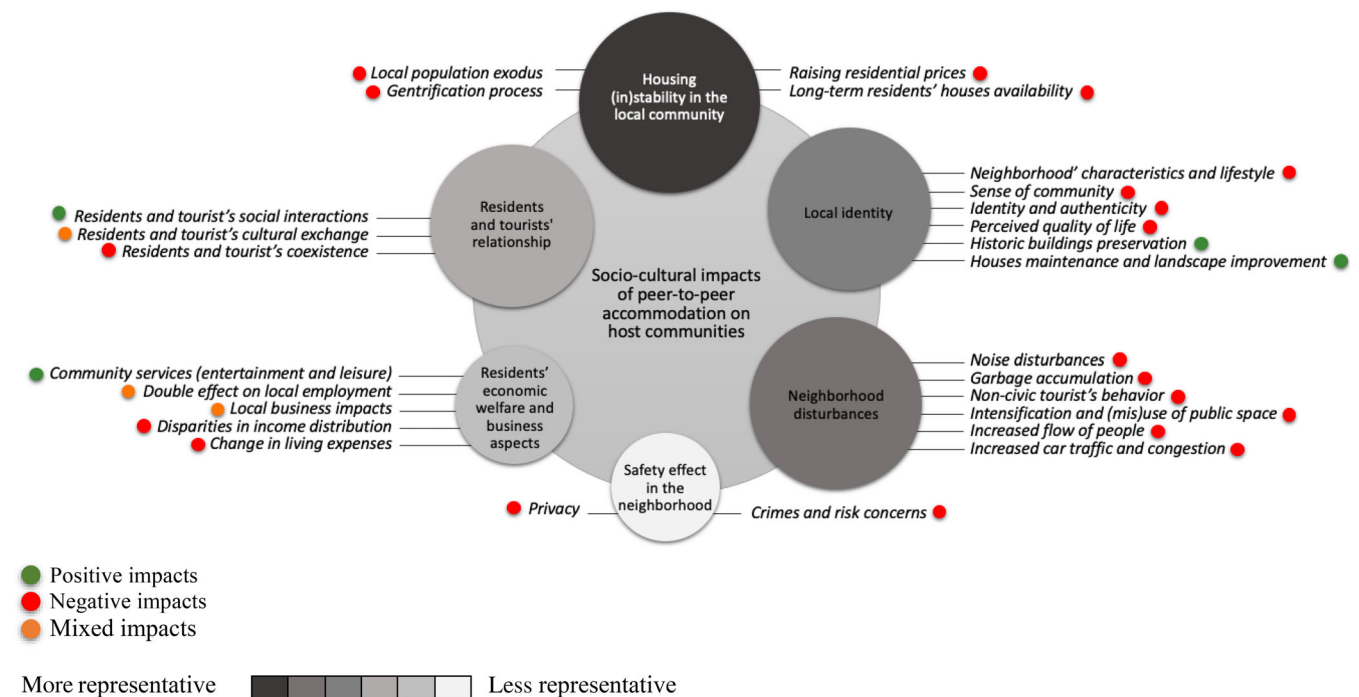 Housing
(in)stability in the
local community
Local population exodus
Gentrification process
Raising residential prices
Long-term residents' houses availability
Local identity
Neighborhood' characteristics and lifestyle
Sense of community
Identity and authenticity
Perceived quality of life
Historic buildings preservation
Houses maintenance and landscape improvement
Residents
and tourists'
relationship
Residents and tourist's social interactions
Residents and tourist's cultural exchange
Residents and tourist's coexistence
Socio-cultural impacts
of peer-to-peer
accommodation on
host communities
Residents'
economic
welfare and
business
aspects
Community services (entertainment and leisure)
Double effect on local employment
Local business impacts
Disparities in income distribution
Change in living expenses
Neighborhood
disturbances
Noise disturbances
Garbage accumulation
Non-civic tourist's behavior
Intensification and (mis)use of public space
Increased flow of people
Increased car traffic and congestion
Safety effect
in the
neighborhood
Privacy
Crimes and risk concerns
Positive impacts
Negative impacts
Mixed impacts
More representative
Less representative